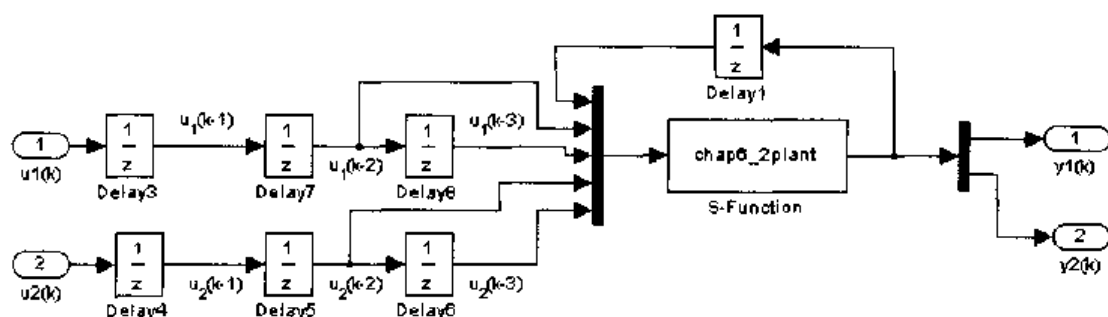 1
z
Delay1
1
u1(k)
1
z
Delay3
u₁(k-1)
1
z
Delay7
u₁(k-2)
1
z
Delay8
u₁(k-3)
chap6_2plant
S-Function
1
y1(k)
2
y2(k)
2
u2(k)
1
z
Delay4
u₂(k-1)
1
z
Delay5
u₂(k-2)
1
z
Delay6
u₂(k-3)